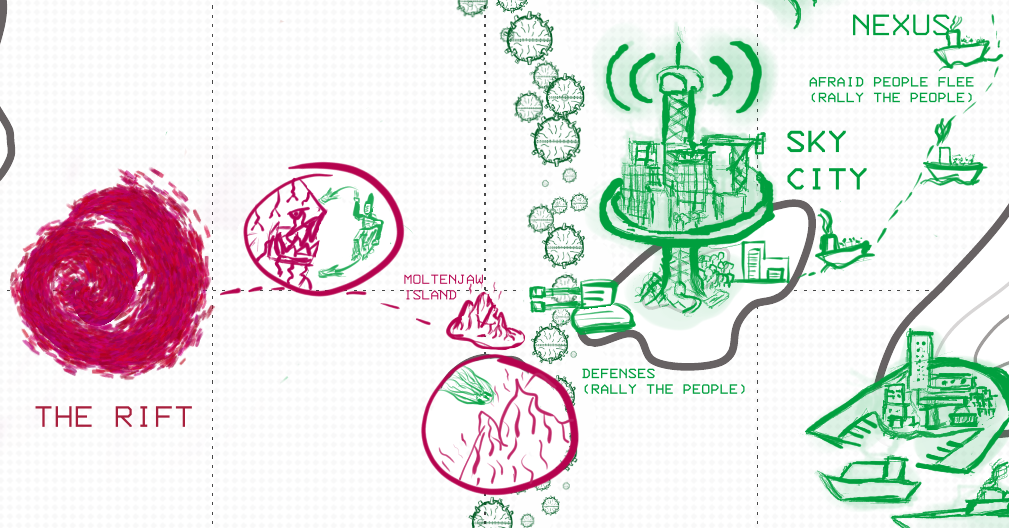 NEXUS
AFRAID PEOPLE FLEE
(RALLY THE PEOPLE)
SKY
CITY
MOLTENJAW
ISLAND
DEFENSES
(RALLY THE PEOPLE)
THE RIFT